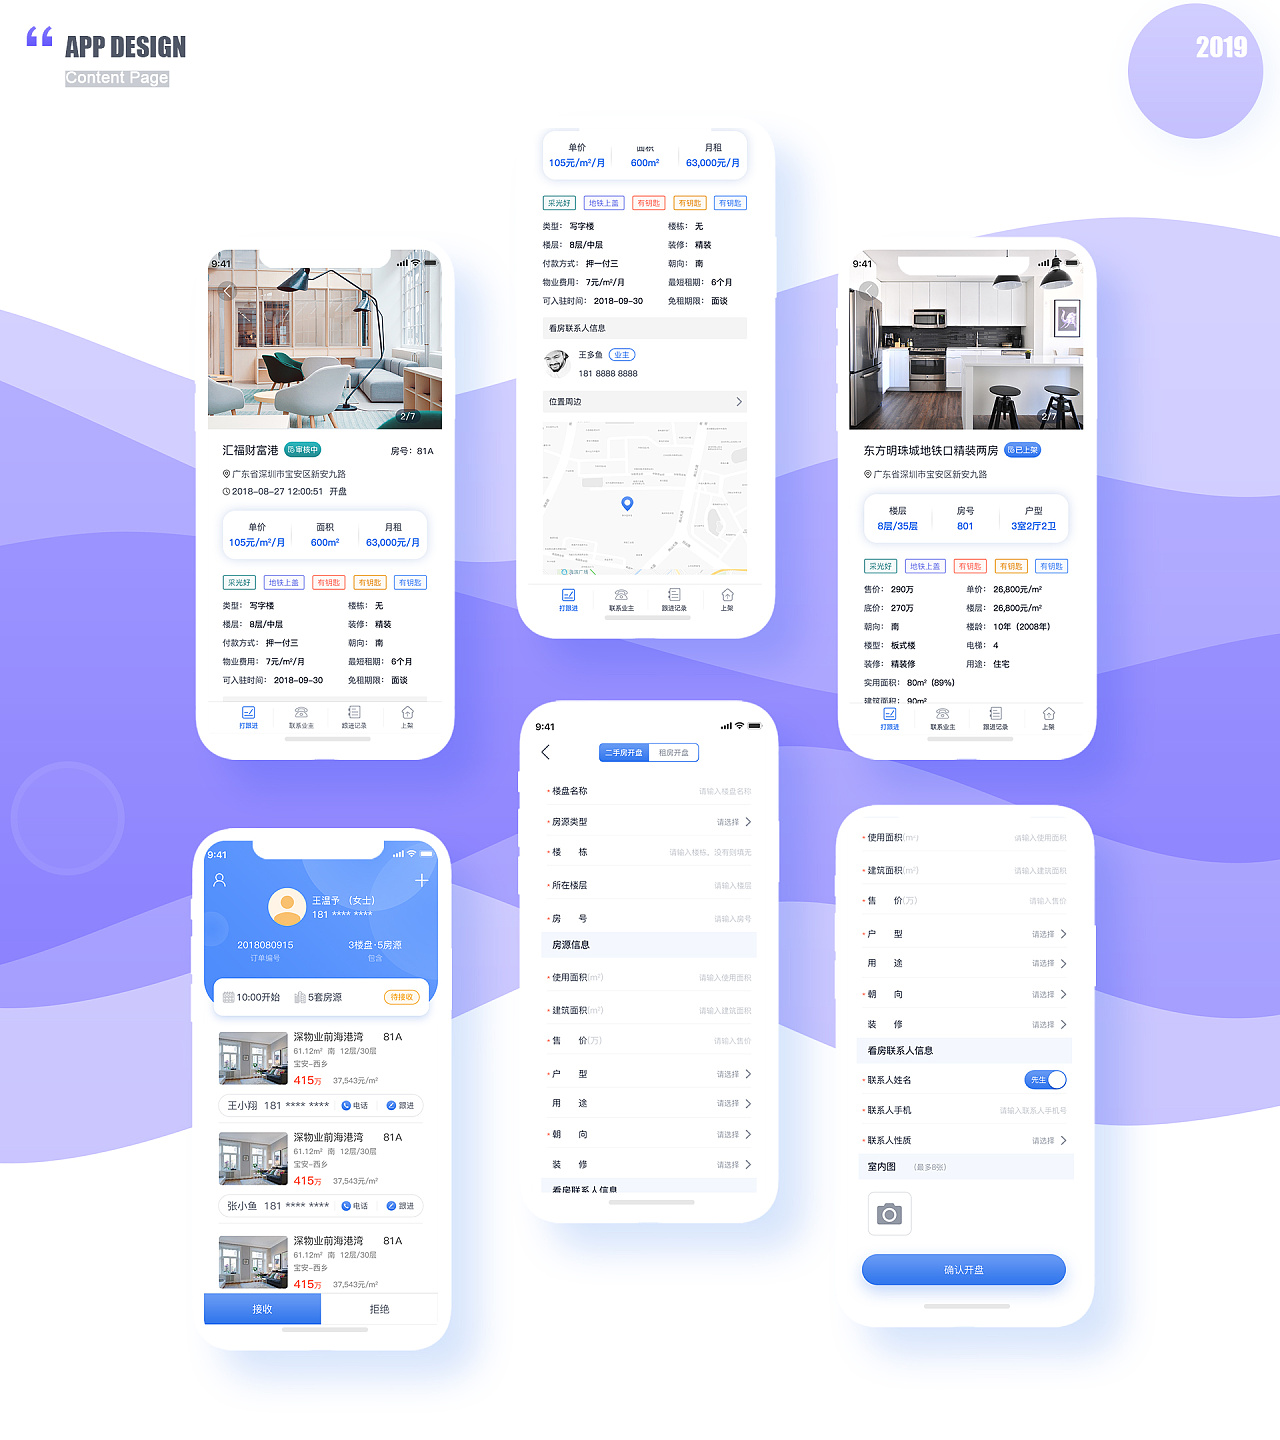 APP DESIGN
Content Page
2019
9:41
2/7
汇福财富港 审核中 房号：81A
广东省深圳市宝安区新安九路
2018-08-27 12:00:51 开盘
单价 面积 月租
105元/m²/月 600m² 63,000元/月
采光好 地铁上盖 有钥匙 有钥匙 有钥匙
类型： 写字楼 楼栋： 无
楼层： 8层/中层 装修： 精装
付款方式： 押一付三 朝向： 南
物业费用： 7元/m²/月 最短租期： 6个月
可入驻时间： 2018-09-30 免租期限： 面谈
打跟进 联系业主 跟进记录 上架
单价 面积 月租
105元/m²/月 600m² 63,000元/月
采光好 地铁上盖 有钥匙 有钥匙 有钥匙
类型： 写字楼 楼栋： 无
楼层： 8层/中层 装修： 精装
付款方式： 押一付三 朝向： 南
物业费用： 7元/m²/月 最短租期： 6个月
可入驻时间： 2018-09-30 免租期限： 面谈
看房联系人信息
王多鱼 业主
181 8888 8888
位置周边
打跟进 联系业主 跟进记录 上架
9:41
2/7
东方明珠城地铁口精装两房 已上架
广东省深圳市宝安区新安九路
楼层 房号 户型
8层/35层 801 3室2厅2卫
采光好 地铁上盖 有钥匙 有钥匙 有钥匙
售价： 290万 单价： 26,800元/m²
底价： 270万 楼层： 26,800元/m²
朝向： 南 楼龄： 10年（2008年）
楼型： 板式楼 电梯： 4
装修： 精装修 用途： 住宅
实用面积： 80m²（89%）
建筑面积： 90m²
打跟进 联系业主 跟进记录 上架
9:41
王温予 （女士）
181 **** ****
2018080915 3楼盘·5房源
订单编号 包含
10:00开始 5套房源 待接收
深物业前海港湾 81A
61.12m² 南 12层/30层
宝安-西乡
415万 37,543元/m²
王小翔 181 **** **** 电话 跟进
深物业前海港湾 81A
61.12m² 南 12层/30层
宝安-西乡
415万 37,543元/m²
张小鱼 181 **** **** 电话 跟进
深物业前海港湾 81A
61.12m² 南 12层/30层
宝安-西乡
415万 37,543元/m²
接收 拒绝
9:41
二手房开盘 租房开盘
* 楼盘名称 请输入楼盘名称
* 房源类型 请选择
* 楼 栋 请输入楼栋，没有则填无
* 所在楼层 请输入楼层
* 房 号 请输入房号
房源信息
* 使用面积(m²) 请输入使用面积
* 建筑面积(m²) 请输入建筑面积
* 售 价(万) 请输入售价
* 户 型 请选择
用 途 请选择
* 朝 向 请选择
装 修 请选择
看房联系人信息
* 使用面积(m²) 请输入使用面积
* 建筑面积(m²) 请输入建筑面积
* 售 价(万) 请输入售价
* 户 型 请选择
用 途 请选择
* 朝 向 请选择
装 修 请选择
看房联系人信息
* 联系人姓名 先生
* 联系人手机 请输入联系人手机号
* 联系人性质 请选择
室内图 （最多8张）
确认开盘